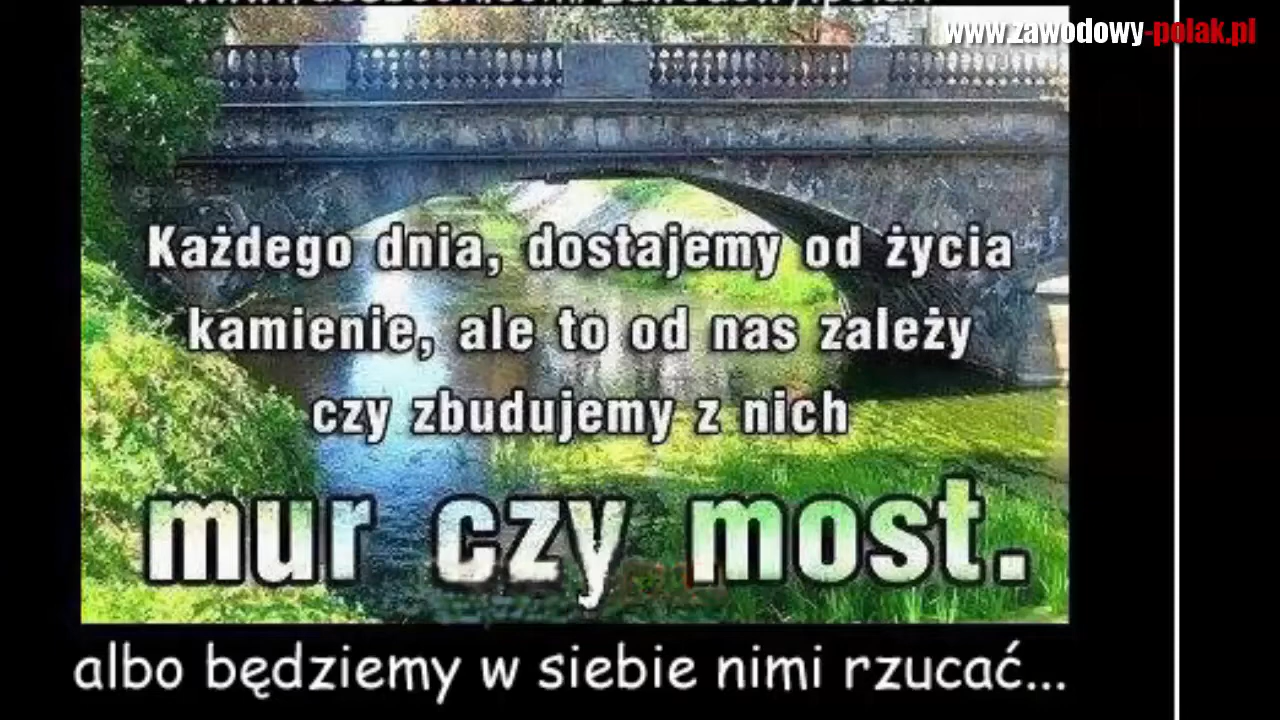 www.zawodowy-polak.pl
Każdego dnia, dostajemy od życia
kamienie, ale to od nas zależy
czy zbudujemy z nich
mur czy most.
albo będziemy w siebie nimi rzucać...